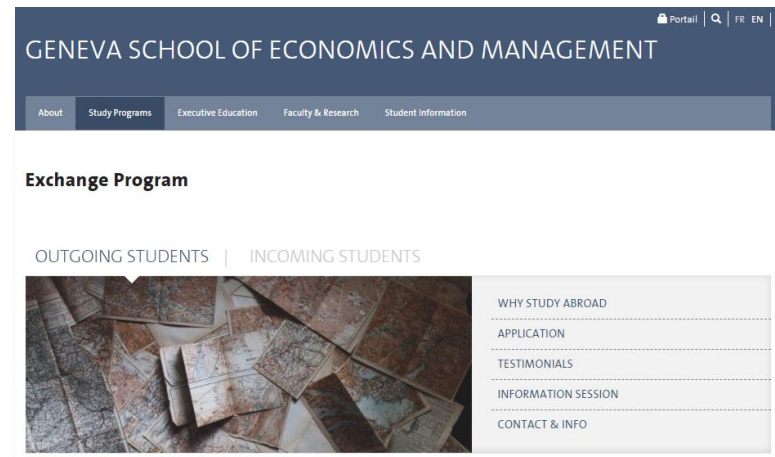 Portail | FR EN |
GENEVA SCHOOL OF ECONOMICS AND MANAGEMENT
About Study Programs Executive Education Faculty & Research Student Information
Exchange Program
OUTGOING STUDENTS | INCOMING STUDENTS
WHY STUDY ABROAD
APPLICATION
TESTIMONIALS
INFORMATION SESSION
CONTACT & INFO